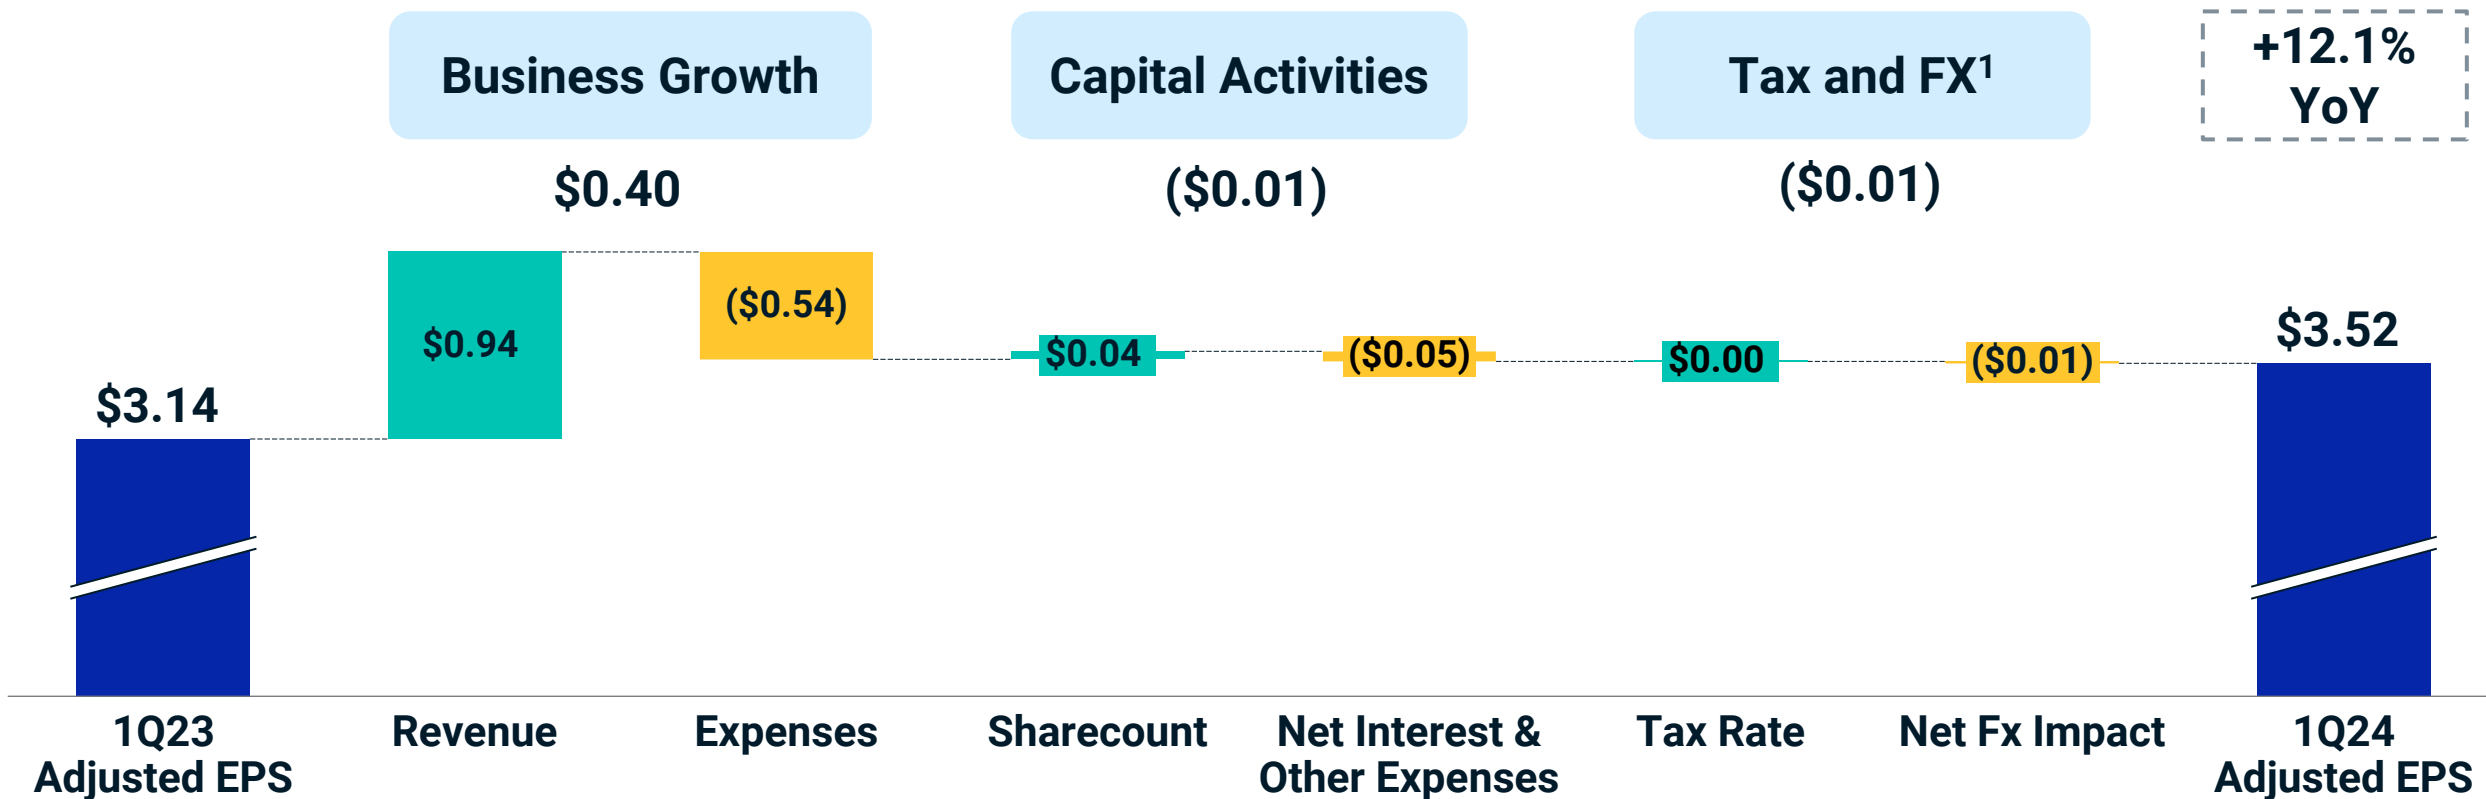 Business Growth
Capital Activities
Tax and FX¹
+12.1%
YoY
$0.40
($0.01)
($0.01)
$3.14
$0.94
($0.54)
$0.04
($0.05)
$0.00
($0.01)
$3.52
1Q23
Adjusted EPS
Revenue
Expenses
Sharecount
Net Interest &
Other Expenses
Tax Rate
Net Fx Impact
1Q24
Adjusted EPS